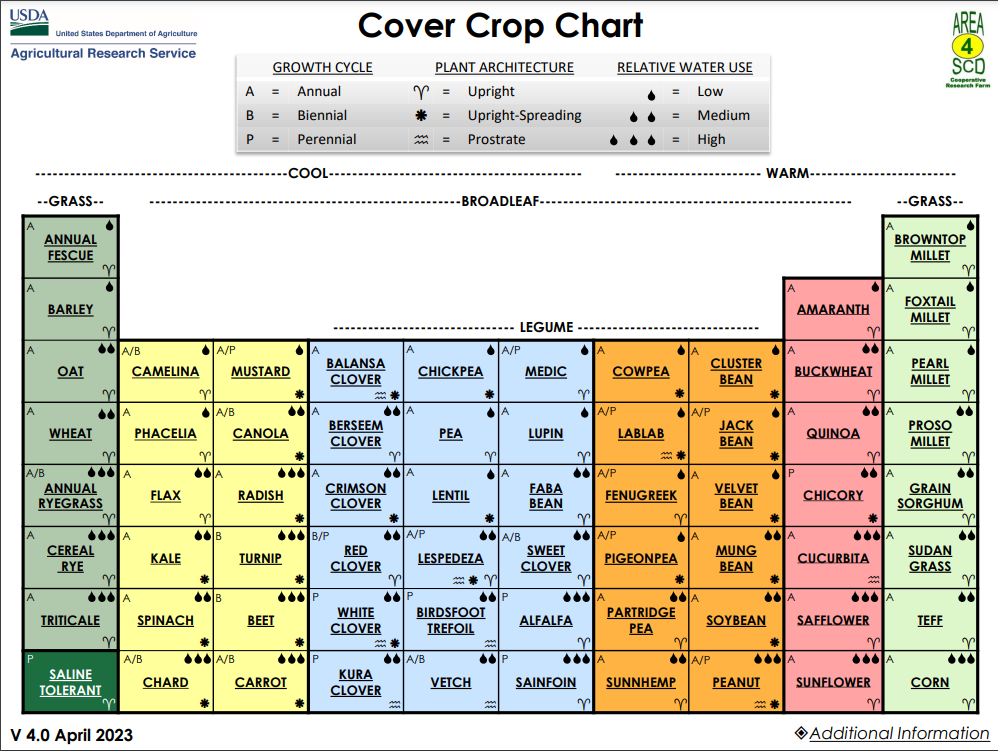 USDA
United States Department of Agriculture
Agricultural Research Service
Cover Crop Chart
AREA
4
SCD
Cooperative
Research Farm
GROWTH CYCLE PLANT ARCHITECTURE RELATIVE WATER USE
A = Annual = Upright = Low
B = Biennial = Upright-Spreading = Medium
P = Perennial = Prostrate = High
COOL WARM
--GRASS-- BROADLEAF --GRASS--
A A
ANNUAL FESCUE BROWNTOP MILLET
A A A
BARLEY AMARANTH FOXTAIL MILLET
LEGUME
A A/B A/P A A A/P A A A A
OAT CAMELINA MUSTARD BALANSA CLOVER CHICKPEA MEDIC COWPEA CLUSTER BEAN BUCKWHEAT PEARL MILLET
A A A/B A A A A/P A/P A A
WHEAT PHACELIA CANOLA BERSEEM CLOVER PEA LUPIN LABLAB JACK BEAN QUINOA PROSO MILLET
A/B A A A A A A/P A P A
ANNUAL RYEGRASS FLAX RADISH CRIMSON CLOVER LENTIL FABA BEAN FENUGREEK VELVET BEAN CHICORY GRAIN SORGHUM
A A B B/P A/P A/B A/P A A A
CEREAL RYE KALE TURNIP RED CLOVER LESPEDEZA SWEET CLOVER PIGEONPEA MUNG BEAN CUCURBITA SUDAN GRASS
A A B P P P A A A A
TRITICALE SPINACH BEET WHITE CLOVER BIRDSFOOT TREFOIL ALFALFA PARTRIDGE PEA SOYBEAN SAFFLOWER TEFF
P A/B A/B P A/B P A A/P A A
SALINE TOLERANT CHARD CARROT KURA CLOVER VETCH SAINFOIN SUNNHEMP PEANUT SUNFLOWER CORN
V 4.0 April 2023
Additional Information